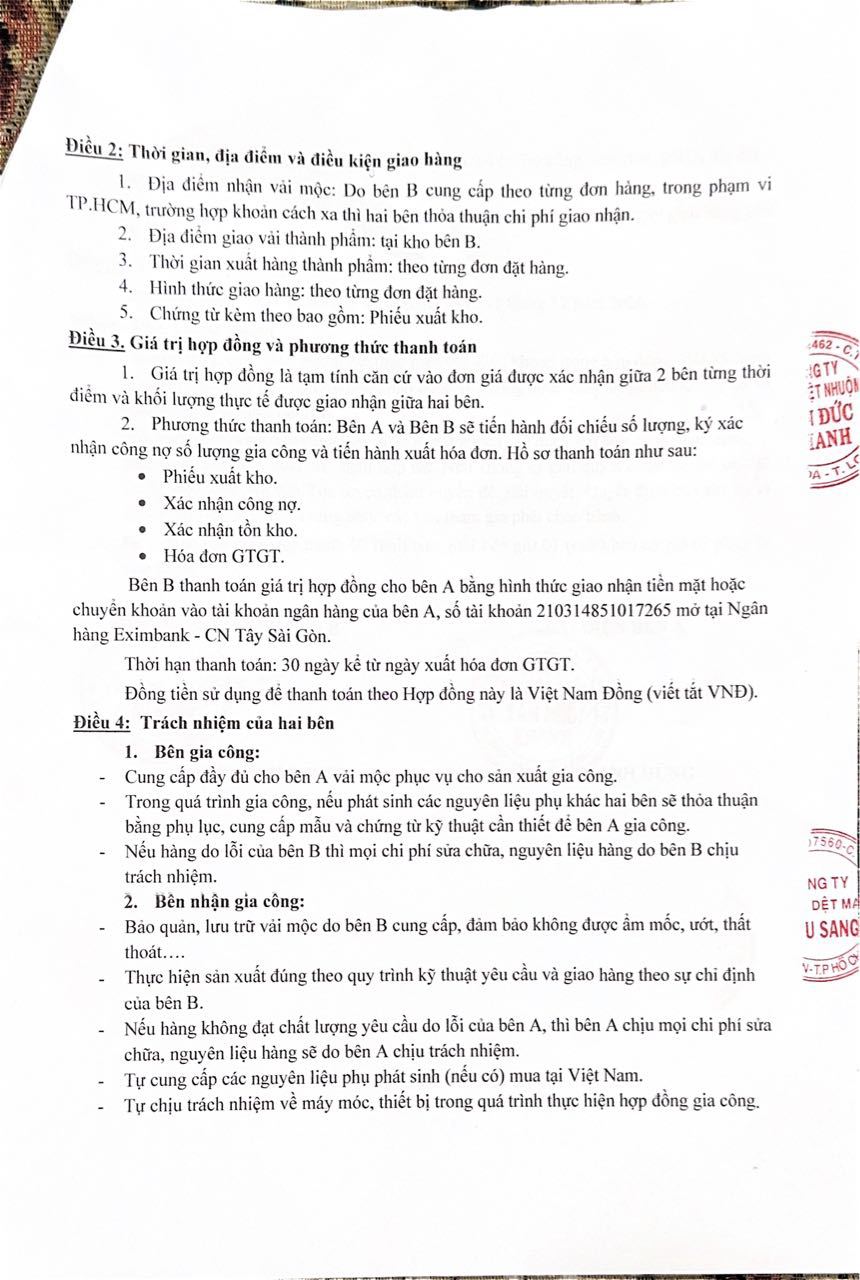 Điều 2: Thời gian, địa điểm và điều kiện giao hàng
1. Địa điểm nhận vải mộc: Do bên B cung cấp theo từng đơn hàng, trong phạm vi
TP.HCM, trường hợp khoản cách xa thì hai bên thỏa thuận chi phí giao nhận.
2. Địa điểm giao vải thành phẩm: tại kho bên B.
3. Thời gian xuất hàng thành phẩm: theo từng đơn đặt hàng.
4. Hình thức giao hàng: theo từng đơn đặt hàng.
5. Chứng từ kèm theo bao gồm: Phiếu xuất kho.
Điều 3. Giá trị hợp đồng và phương thức thanh toán
1. Giá trị hợp đồng là tạm tính căn cứ vào đơn giá được xác nhận giữa 2 bên từng thời
điểm và khối lượng thực tế được giao nhận giữa hai bên.
2. Phương thức thanh toán: Bên A và Bên B sẽ tiến hành đối chiếu số lượng, ký xác
nhận công nợ số lượng gia công và tiến hành xuất hóa đơn. Hồ sơ thanh toán như sau:
• Phiếu xuất kho.
• Xác nhận công nợ.
• Xác nhận tồn kho.
• Hóa đơn GTGT.
Bên B thanh toán giá trị hợp đồng cho bên A bằng hình thức giao nhận tiền mặt hoặc
chuyển khoản vào tài khoản ngân hàng của bên A, số tài khoản 210314851017265 mở tại Ngân
hàng Eximbank - CN Tây Sài Gòn.
Thời hạn thanh toán: 30 ngày kể từ ngày xuất hóa đơn GTGT.
Đồng tiền sử dụng để thanh toán theo Hợp đồng này là Việt Nam Đồng (viết tắt VNĐ).
Điều 4: Trách nhiệm của hai bên
1. Bên gia công:
- Cung cấp đầy đủ cho bên A vải mộc phục vụ cho sản xuất gia công.
- Trong quá trình gia công, nếu phát sinh các nguyên liệu phụ khác hai bên sẽ thỏa thuận
bằng phụ lục, cung cấp mẫu và chứng từ kỹ thuật cần thiết để bên A gia công.
- Nếu hàng do lỗi của bên B thì mọi chi phí sửa chữa, nguyên liệu hàng do bên B chịu
trách nhiệm.
2. Bên nhận gia công:
- Bảo quản, lưu trữ vải mộc do bên B cung cấp, đảm bảo không được ẩm mốc, ướt, thất
thoát....
- Thực hiện sản xuất đúng theo quy trình kỹ thuật yêu cầu và giao hàng theo sự chỉ định
của bên B.
- Nếu hàng không đạt chất lượng yêu cầu do lỗi của bên A, thì bên A chịu mọi chi phí sửa
chữa, nguyên liệu hàng sẽ do bên A chịu trách nhiệm.
- Tự cung cấp các nguyên liệu phụ phát sinh (nếu có) mua tại Việt Nam.
- Tự chịu trách nhiệm về máy móc, thiết bị trong quá trình thực hiện hợp đồng gia công.
462 - C.
NG TY
ỆT NHUỘN
ĐỨC
ANH
OA - T. LO
7560-C.
NG TY
DỆT MA
U SANG
V-T.P HỒ CH